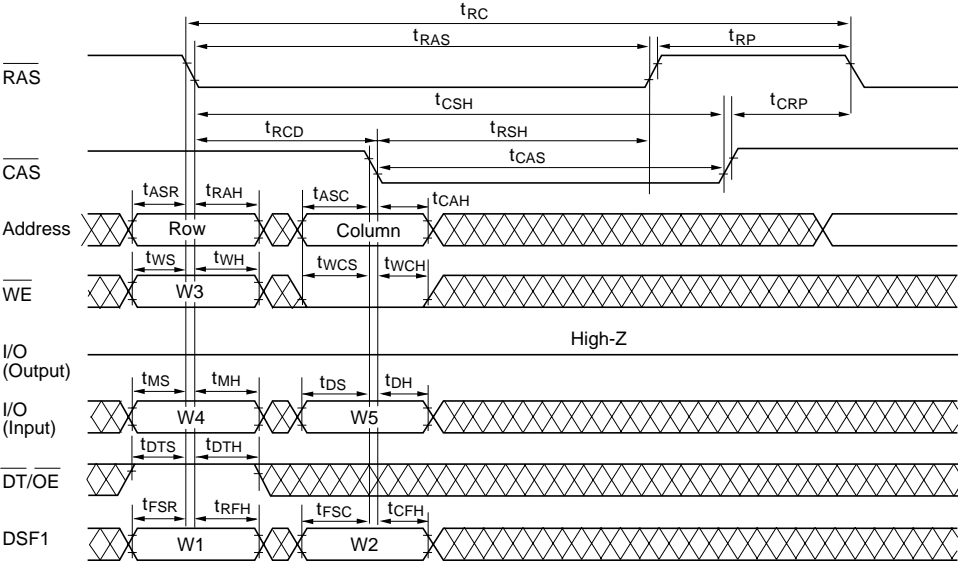 tRC
tRAS
tRP
RAS
tCSH
tCRP
tRCD
tRSH
CAS
tCAS
tASR
tRAH
tASC
tCAH
Address
Row
Column
tWS
tWH
tWCS
tWCH
WE
W3
High-Z
I/O
(Output)
tMS
tMH
tDS
tDH
I/O
(Input)
W4
W5
tDTS
tDTH
DT/OE
tFSR
tRFH
tFSC
tCFH
DSF1
W1
W2